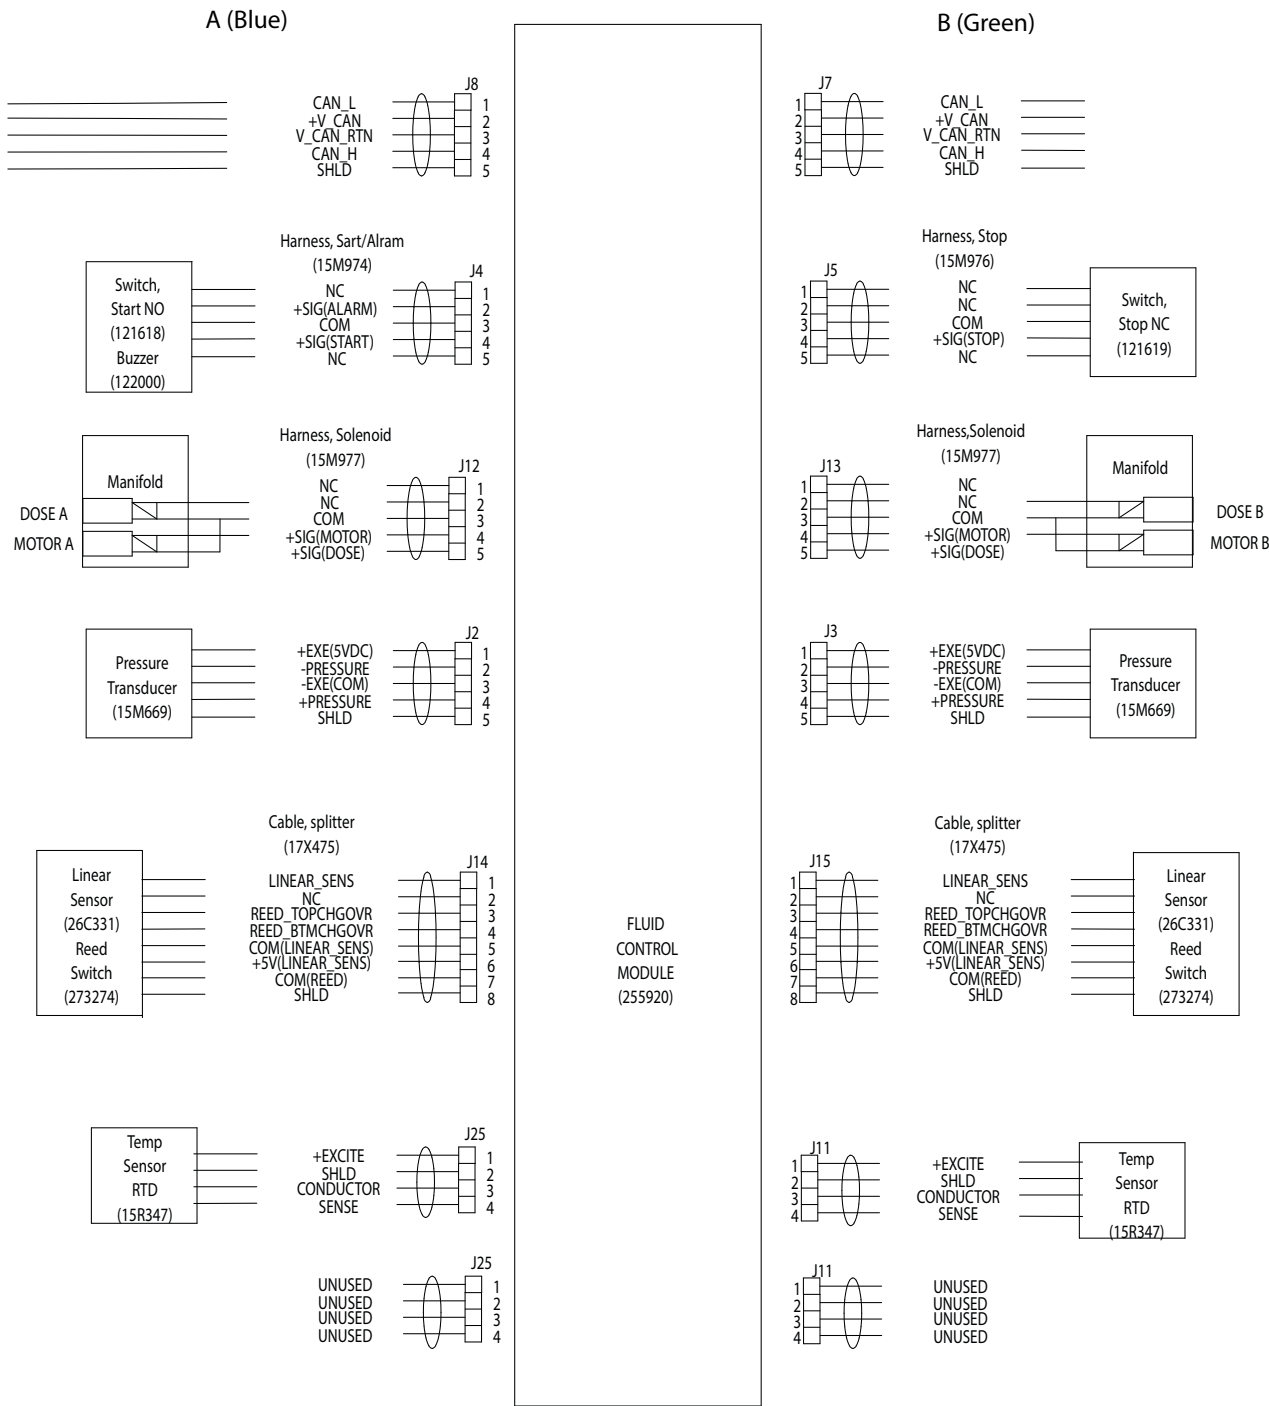 A (Blue)
B (Green)
J8
CAN_L 1
+V_CAN 2
V_CAN_RTN 3
CAN_H 4
SHLD 5
J7
1 CAN_L
2 +V_CAN
3 V_CAN_RTN
4 CAN_H
5 SHLD
Harness, Sart/Alram
(15M974)
J4
Switch,
Start NO
(121618)
Buzzer
(122000)
NC 1
+SIG(ALARM) 2
COM 3
+SIG(START) 4
NC 5
Harness, Stop
(15M976)
J5
1 NC
2 NC
3 COM
4 +SIG(STOP)
5 NC
Switch,
Stop NC
(121619)
Harness, Solenoid
(15M977)
J12
Manifold
DOSE A
MOTOR A
NC 1
NC 2
COM 3
+SIG(MOTOR) 4
+SIG(DOSE) 5
Harness,Solenoid
(15M977)
J13
1 NC
2 NC
3 COM
4 +SIG(MOTOR)
5 +SIG(DOSE)
Manifold
DOSE B
MOTOR B
J2
Pressure
Transducer
(15M669)
+EXE(5VDC) 1
-PRESSURE 2
-EXE(COM) 3
+PRESSURE 4
SHLD 5
J3
1 +EXE(5VDC)
2 -PRESSURE
3 -EXE(COM)
4 +PRESSURE
5 SHLD
Pressure
Transducer
(15M669)
Cable, splitter
(17X475)
J14
Linear
Sensor
(26C331)
Reed
Switch
(273274)
LINEAR_SENS 1
NC 2
REED_TOPCHGOVR 3
REED_BTMCHGOVR 4
COM(LINEAR_SENS) 5
+5V(LINEAR_SENS) 6
COM(REED) 7
SHLD 8
FLUID
CONTROL
MODULE
(255920)
Cable, splitter
(17X475)
J15
1 LINEAR_SENS
2 NC
3 REED_TOPCHGOVR
4 REED_BTMCHGOVR
5 COM(LINEAR_SENS)
6 +5V(LINEAR_SENS)
7 COM(REED)
8 SHLD
Linear
Sensor
(26C331)
Reed
Switch
(273274)
J25
Temp
Sensor
RTD
(15R347)
+EXCITE 1
SHLD 2
CONDUCTOR 3
SENSE 4
J11
1 +EXCITE
2 SHLD
3 CONDUCTOR
4 SENSE
Temp
Sensor
RTD
(15R347)
J25
UNUSED 1
UNUSED 2
UNUSED 3
UNUSED 4
J11
1 UNUSED
2 UNUSED
3 UNUSED
4 UNUSED